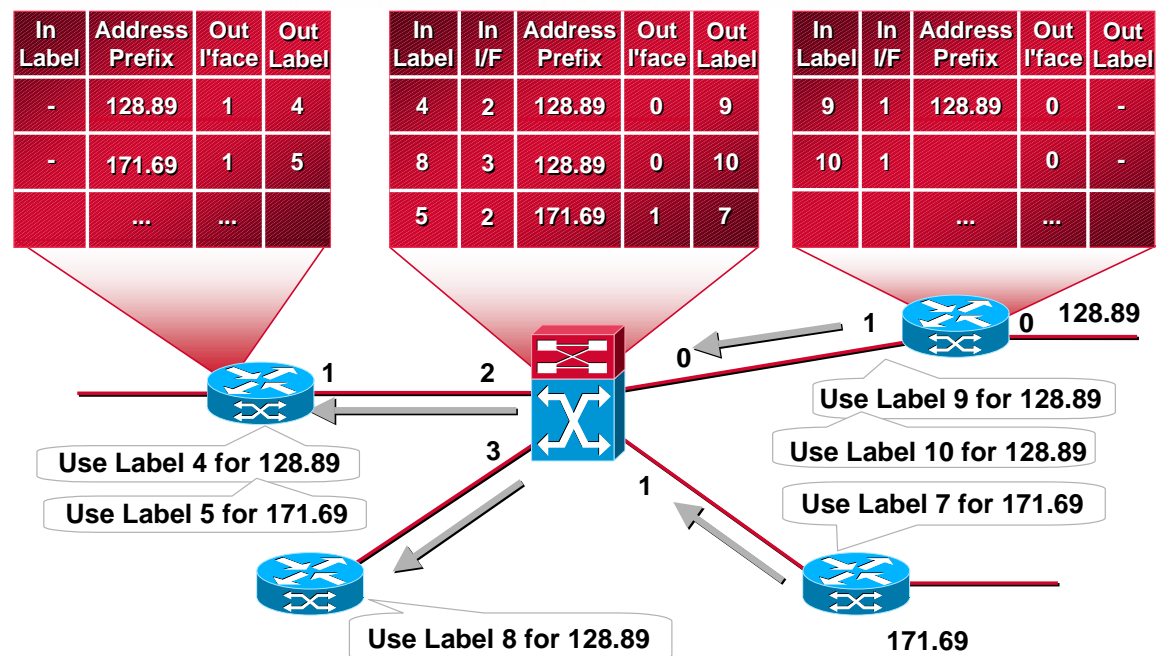 In Label Address Prefix Out I'face Out Label
- 128.89 1 4
- 171.69 1 5
... ...
In Label In I/F Address Prefix Out I'face Out Label
4 2 128.89 0 9
8 3 128.89 0 10
5 2 171.69 1 7
In Label In I/F Address Prefix Out I'face Out Label
9 1 128.89 0 -
10 1 0 -
... ...
1
0
128.89
0
1
2
Use Label 9 for 128.89
Use Label 10 for 128.89
Use Label 4 for 128.89
3
Use Label 5 for 171.69
1
Use Label 7 for 171.69
Use Label 8 for 128.89
171.69